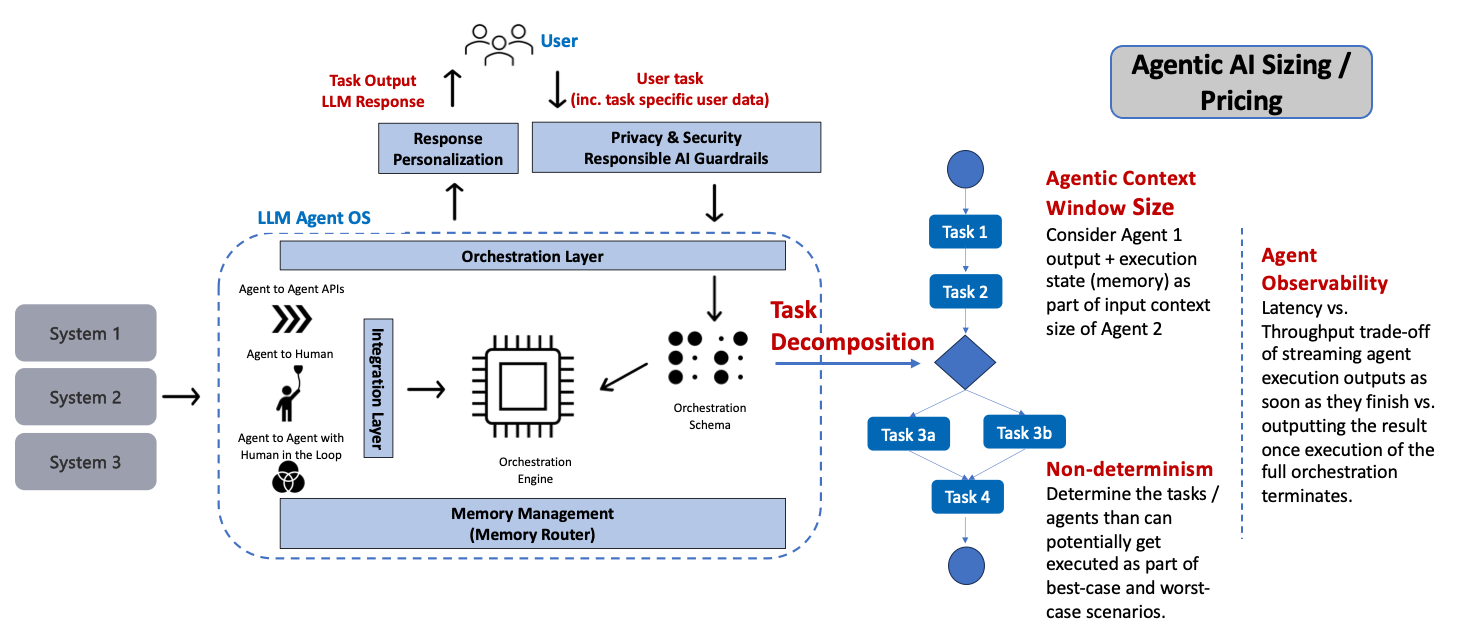 User
Task Output
LLM Response
User task
(inc. task specific user data)
Agentic AI Sizing /
Pricing
Response
Personalization
Privacy & Security
Responsible AI Guardrails
LLM Agent OS
Orchestration Layer
System 1
System 2
System 3
Agent to Agent APIs
Agent to Human
Agent to Agent with
Human in the Loop
Integration Layer
Orchestration
Engine
Orchestration
Schema
Memory Management
(Memory Router)
Task
Decomposition
Task 1
Task 2
Task 3a
Task 3b
Task 4
Agentic Context
Window Size
Consider Agent 1
output + execution
state (memory) as
part of input context
size of Agent 2
Non-determinism
Determine the tasks /
agents than can
potentially get
executed as part of
best-case and worst-
case scenarios.
Agent
Observability
Latency vs.
Throughput trade-off
of streaming agent
execution outputs as
soon as they finish vs.
outputting the result
once execution of the
full orchestration
terminates.